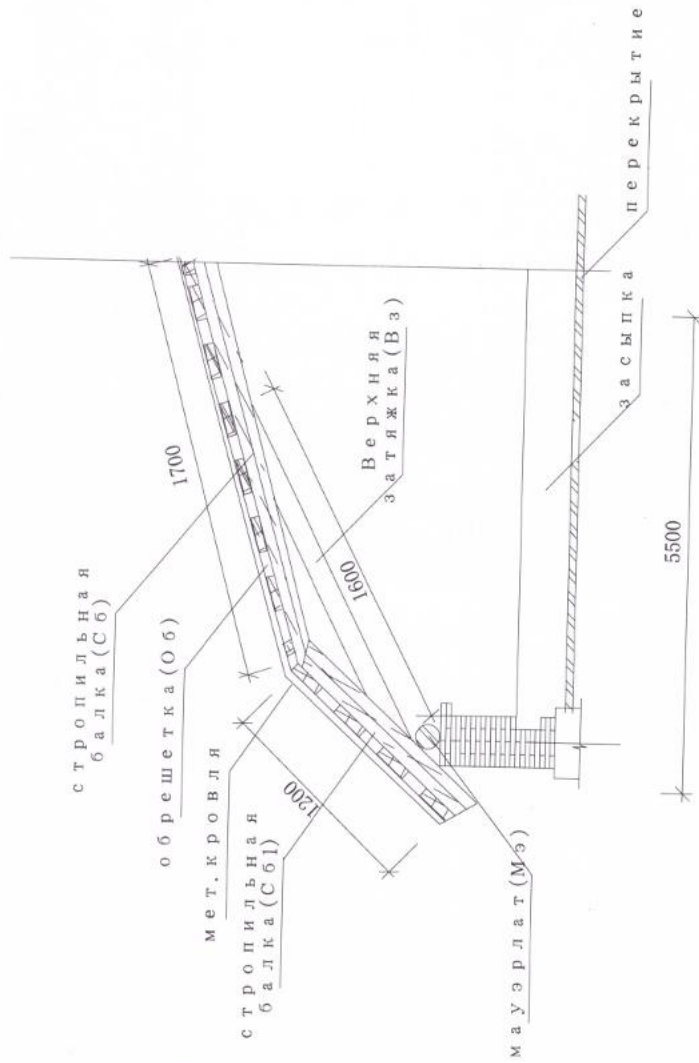 стропильная
балка(Сб)
обрешетка(Об)
мет.кровля
стропильная
балка(Сб1)
мауэрлат(Мэ)
1700
1200
1600
Верхняя
затяжка(Вз)
5500
засыпка
перекрытие